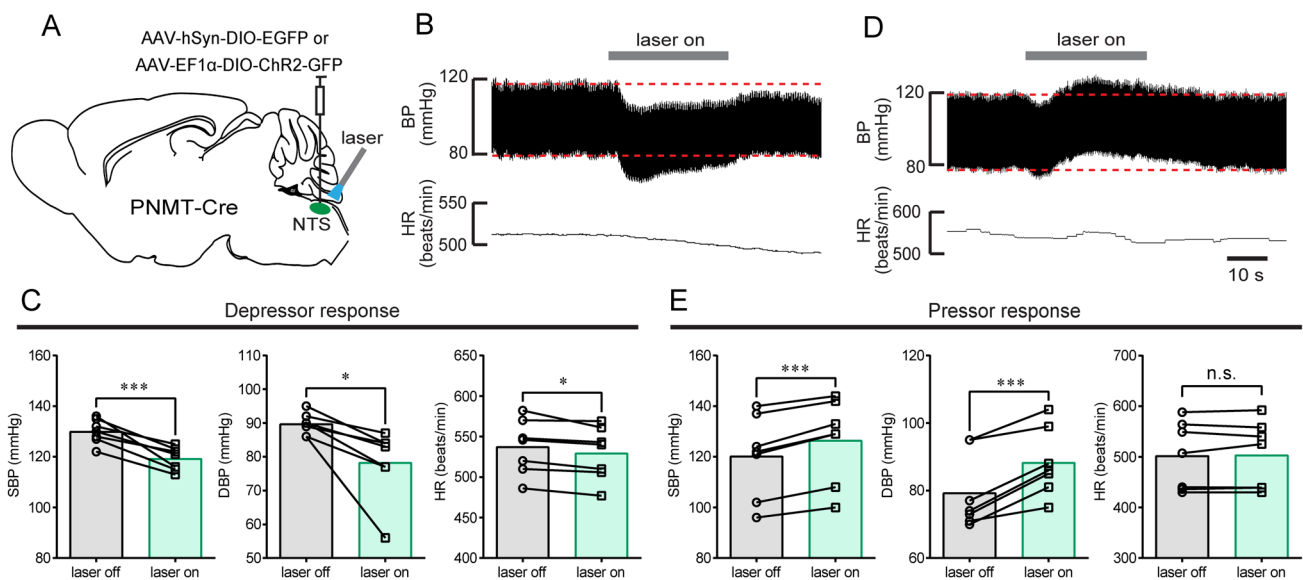 A
AAV-hSyn-DIO-EGFP or
AAV-EF1α-DIO-ChR2-GFP
laser
PNMT-Cre
NTS
B
laser on
120
BP
(mmHg)
80
550
HR
(beats/min)
500
D
laser on
120
BP
(mmHg)
80
600
HR
(beats/min)
500
10 s
C
Depressor response
160
140
120
100
80
SBP (mmHg)
***
laser off
laser on
110
100
90
80
70
60
50
DBP (mmHg)
*
laser off
laser on
650
600
550
500
450
400
HR (beats/min)
*
laser off
laser on
E
Pressor response
160
140
120
100
80
SBP (mmHg)
***
laser off
laser on
120
100
80
60
DBP (mmHg)
***
laser off
laser on
700
600
500
400
300
HR (beats/min)
n.s.
laser off
laser on